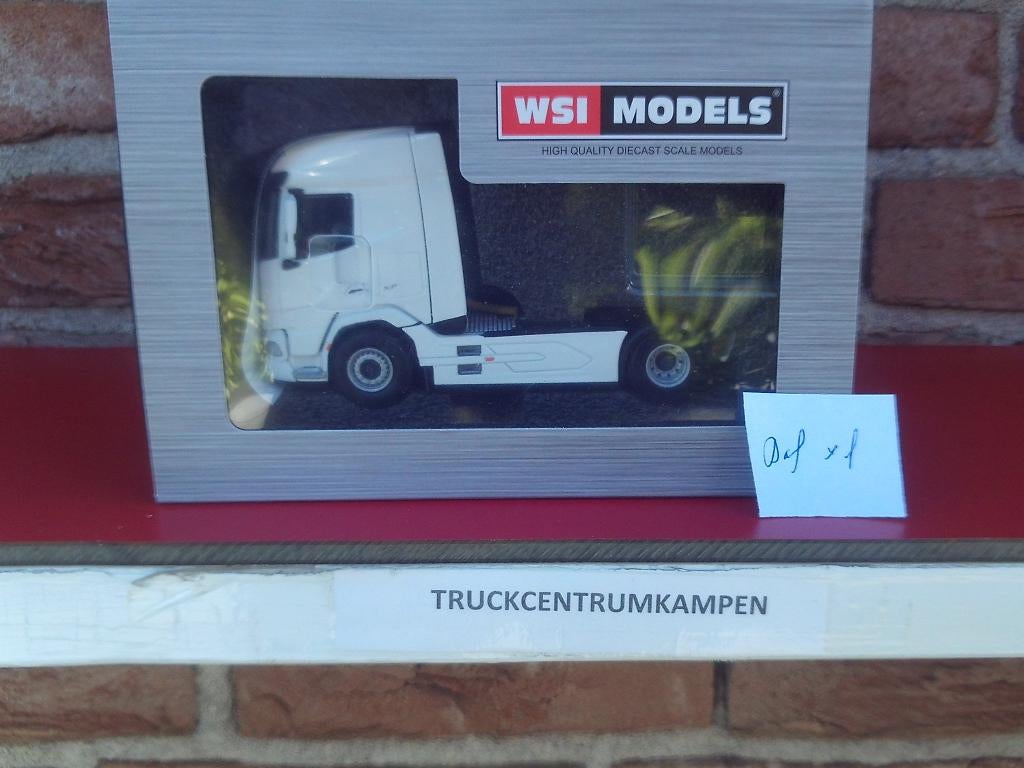 WSI MODELS®
HIGH QUALITY DIECAST SCALE MODELS
Daf xf
TRUCKCENTRUMKAMPEN